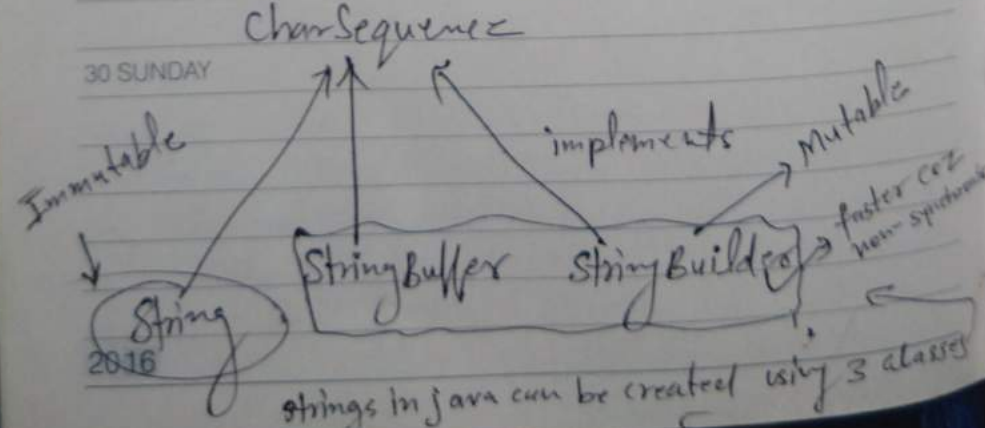 CharSequence
30 SUNDAY
Immutable
implements
Mutable
faster coz
StringBuffer
StringBuilder
String
2016
strings in java can be created using 3 classes